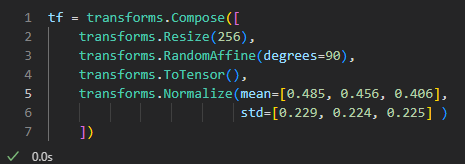 1 tf = transforms.Compose([
2     transforms.Resize(256),
3     transforms.RandomAffine(degrees=90),
4     transforms.ToTensor(),
5     transforms.Normalize(mean=[0.485, 0.456, 0.406],
6                          std=[0.229, 0.224, 0.225] )
7     ])
✓ 0.0s